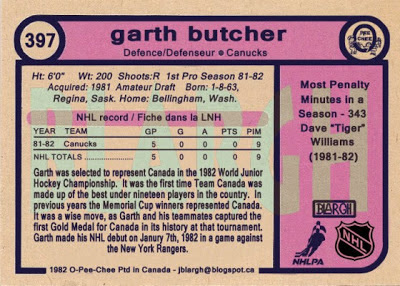 397
garth butcher
OPEE CHEE
Defence/Defenseur • Canucks
Ht: 6'0" Wt: 200 Shoots:R 1st Pro Season 81-82
Acquired: 1981 Amateur Draft Born: 1-8-63,
Regina, Sask. Home: Bellingham, Wash.
NHL record / Fiche dans la LNH
YEAR TEAM GP G A PTS PIM
81-82 Canucks 5 0 0 0 9
NHL TOTALS 5 0 0 0 9
Garth was selected to represent Canada in the 1982 World Junior
Hockey Championship. It was the first time Team Canada was
made up of the best under nineteen players in the country. In
previous years the Memorial Cup winners represented Canada.
It was a wise move, as Garth and his teammates captured the
first Gold Medal for Canada in its history at that tournament.
Garth made his NHL debut on Janury 7th, 1982 in a game against
the New York Rangers.
BLARGH
Most Penalty
Minutes in a
Season - 343
Dave "Tiger"
Williams
(1981-82)
BLARGH
NHLPA
NHL
1982 O-Pee-Chee Ptd in Canada - jblargh@blogspot.ca